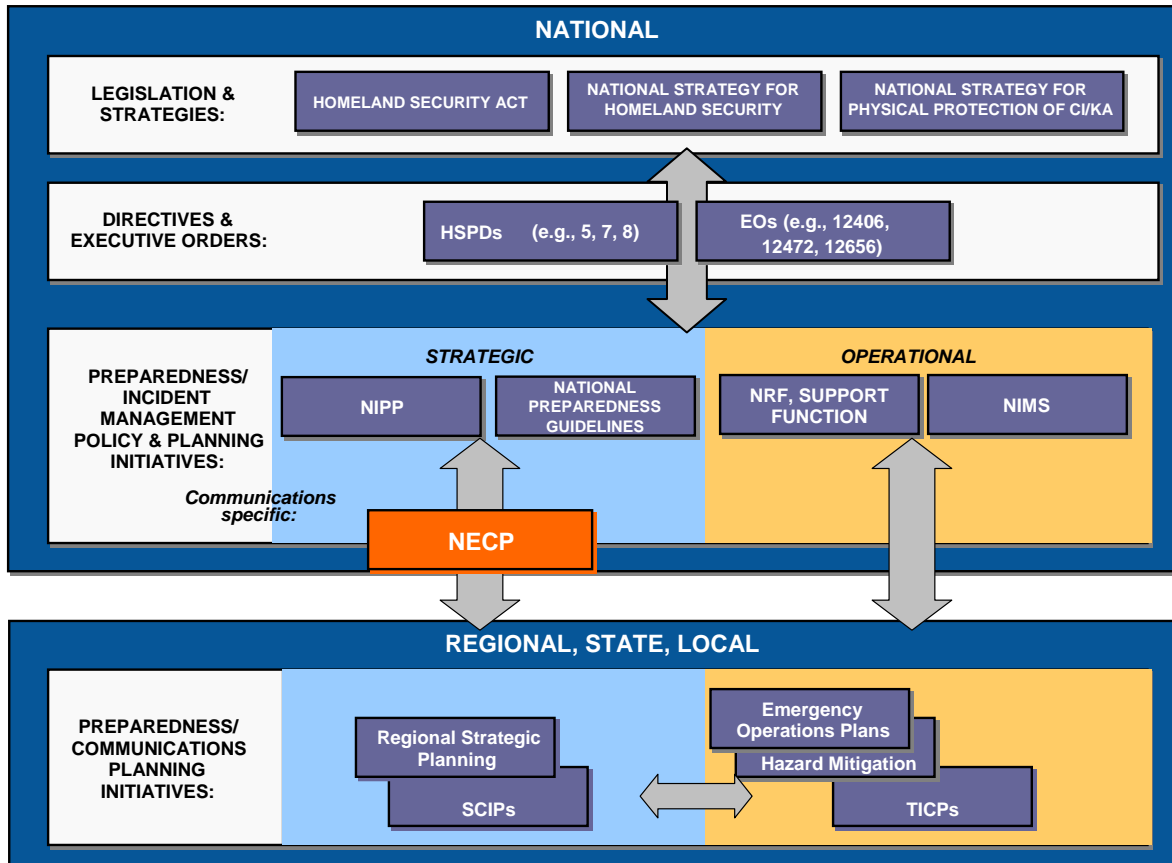 NATIONAL
LEGISLATION &
STRATEGIES:
HOMELAND SECURITY ACT
NATIONAL STRATEGY FOR
HOMELAND SECURITY
NATIONAL STRATEGY FOR
PHYSICAL PROTECTION OF CI/KA
DIRECTIVES &
EXECUTIVE ORDERS:
HSPDs (e.g., 5, 7, 8)
EOs (e.g., 12406,
12472, 12656)
PREPAREDNESS/
INCIDENT
MANAGEMENT
POLICY & PLANNING
INITIATIVES:
STRATEGIC
NIPP
NATIONAL
PREPAREDNESS
GUIDELINES
OPERATIONAL
NRF, SUPPORT
FUNCTION
NIMS
Communications
specific:
NECP
REGIONAL, STATE, LOCAL
PREPAREDNESS/
COMMUNICATIONS
PLANNING
INITIATIVES:
Regional Strategic
Planning
SCIPs
Emergency
Operations Plans
Hazard Mitigation
TICPs